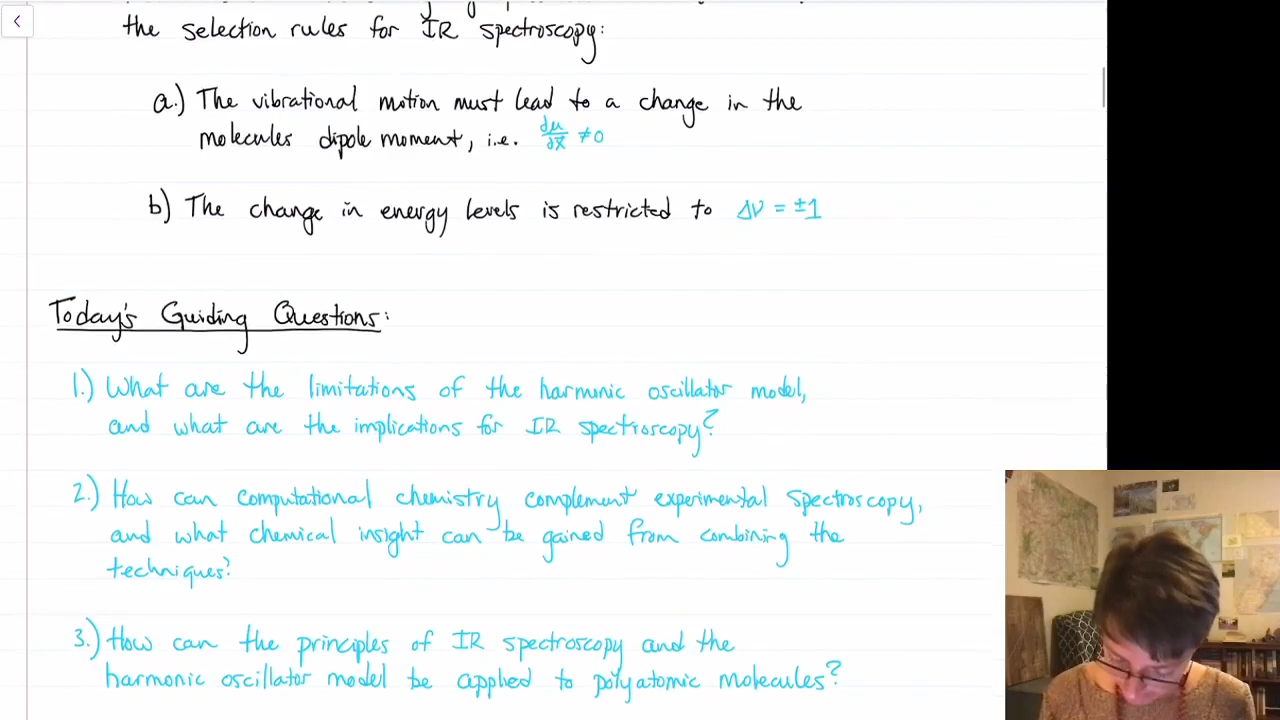 the selection rules for IR spectroscopy:
a.) The vibrational motion must lead to a change in the
molecules dipole moment, i.e. dμ/dx ≠ 0
b) The change in energy levels is restricted to Δν = ±1
Today's Guiding Questions:
1.) What are the limitations of the harmonic oscillator model,
and what are the implications for IR spectroscopy?
2.) How can computational chemistry complement experimental spectroscopy,
and what chemical insight can be gained from combining the
techniques?
3.) How can the principles of IR spectroscopy and the
harmonic oscillator model be applied to polyatomic molecules?